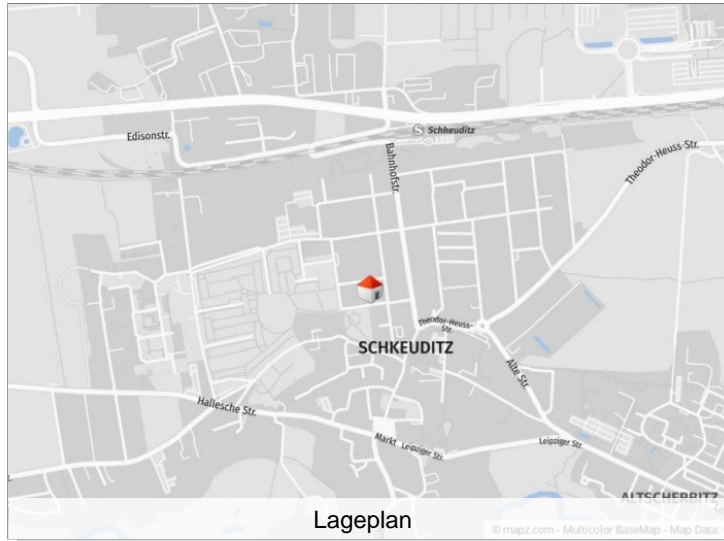 Schkeuditz
Edisonstr.
Bahnhofstr.
Theodor-Heuss-Str.
Theodor-Heuss-
Str.
SCHKEUDITZ
Alte Str.
Hallesche Str.
Markt
Leipziger Str.
Leipziger Str.
ALTSCHERBITZ
Lageplan
© mapz.com - Multicolor BaseMap - Map Data: